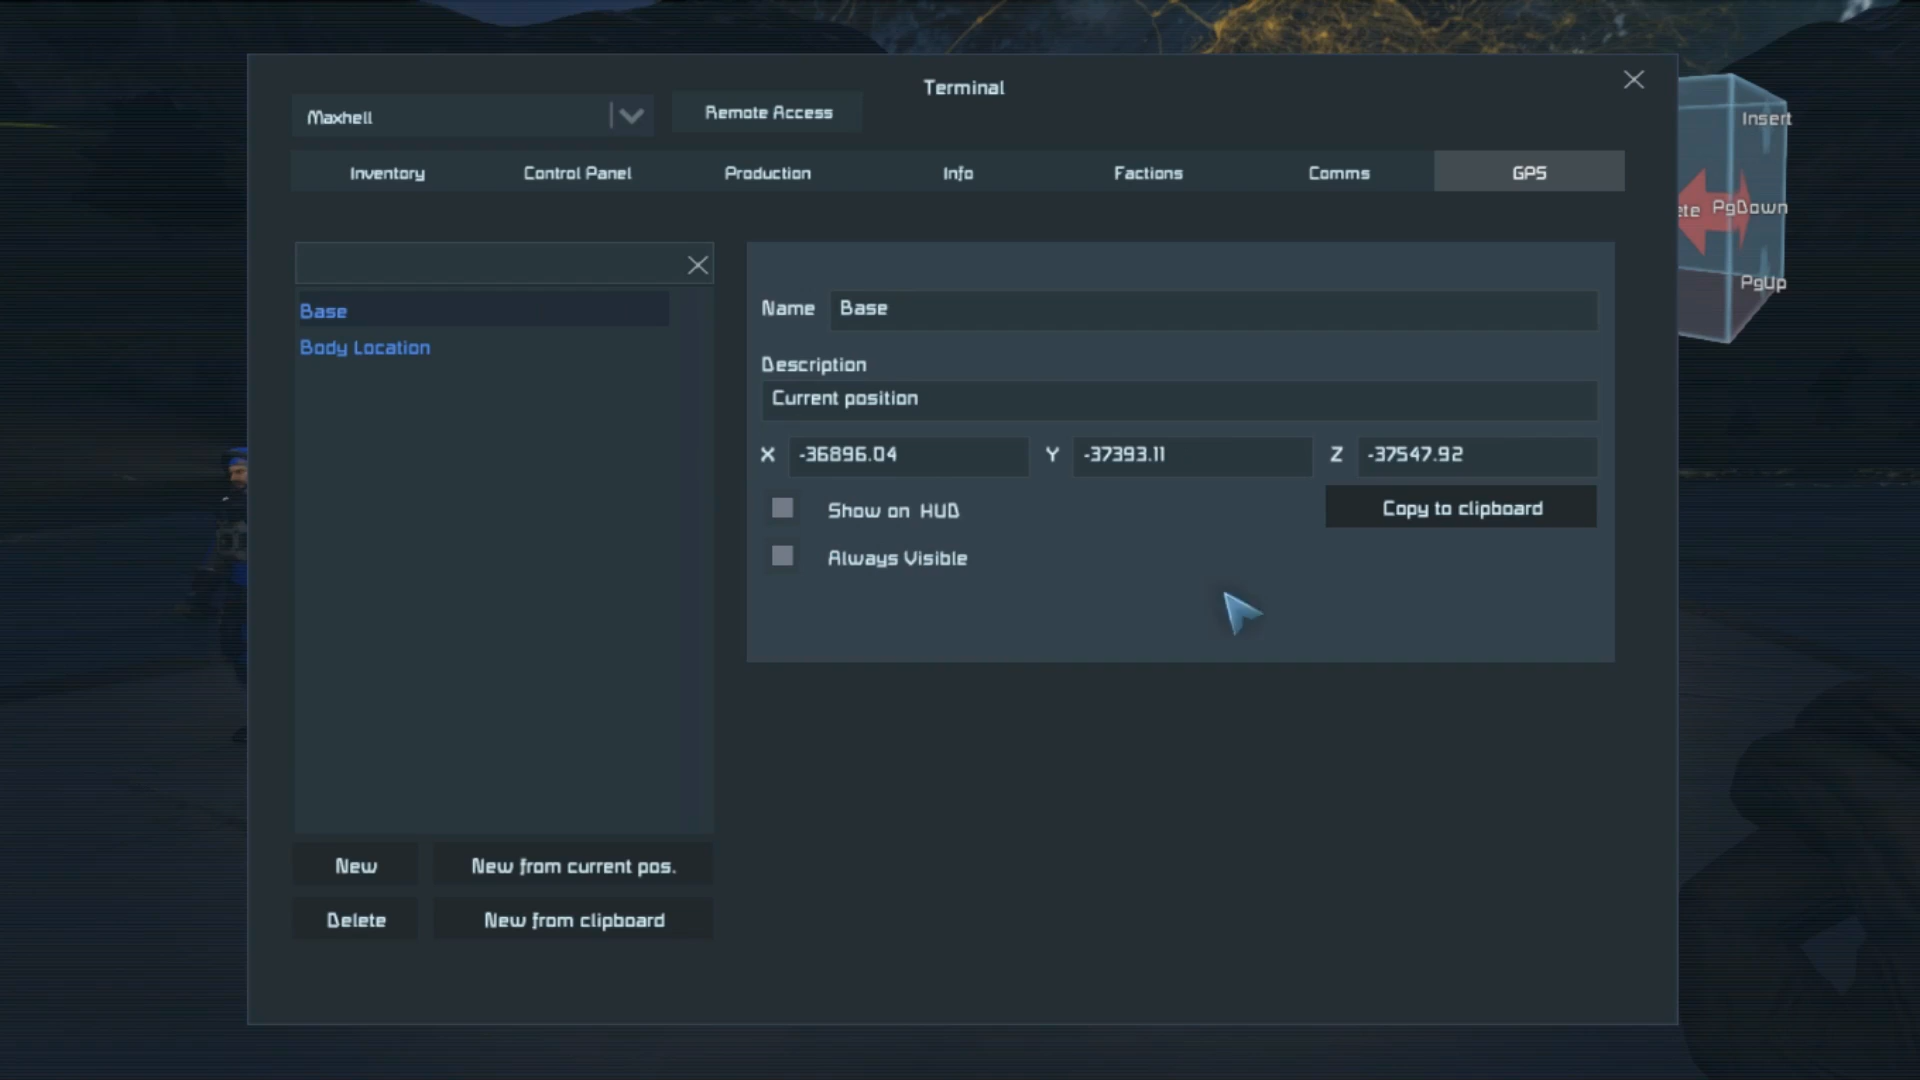 Terminal
Maxhell
Remote Access
Inventory Control Panel Production Info Factions Comms GPS
Base
Body Location
Name Base
Description
Current position
X -36896.04 Y -37393.11 Z -37547.92
Show on HUD
Copy to clipboard
Always Visible
New
New from current pos.
Delete
New from clipboard
Insert
PgDown
PgUp